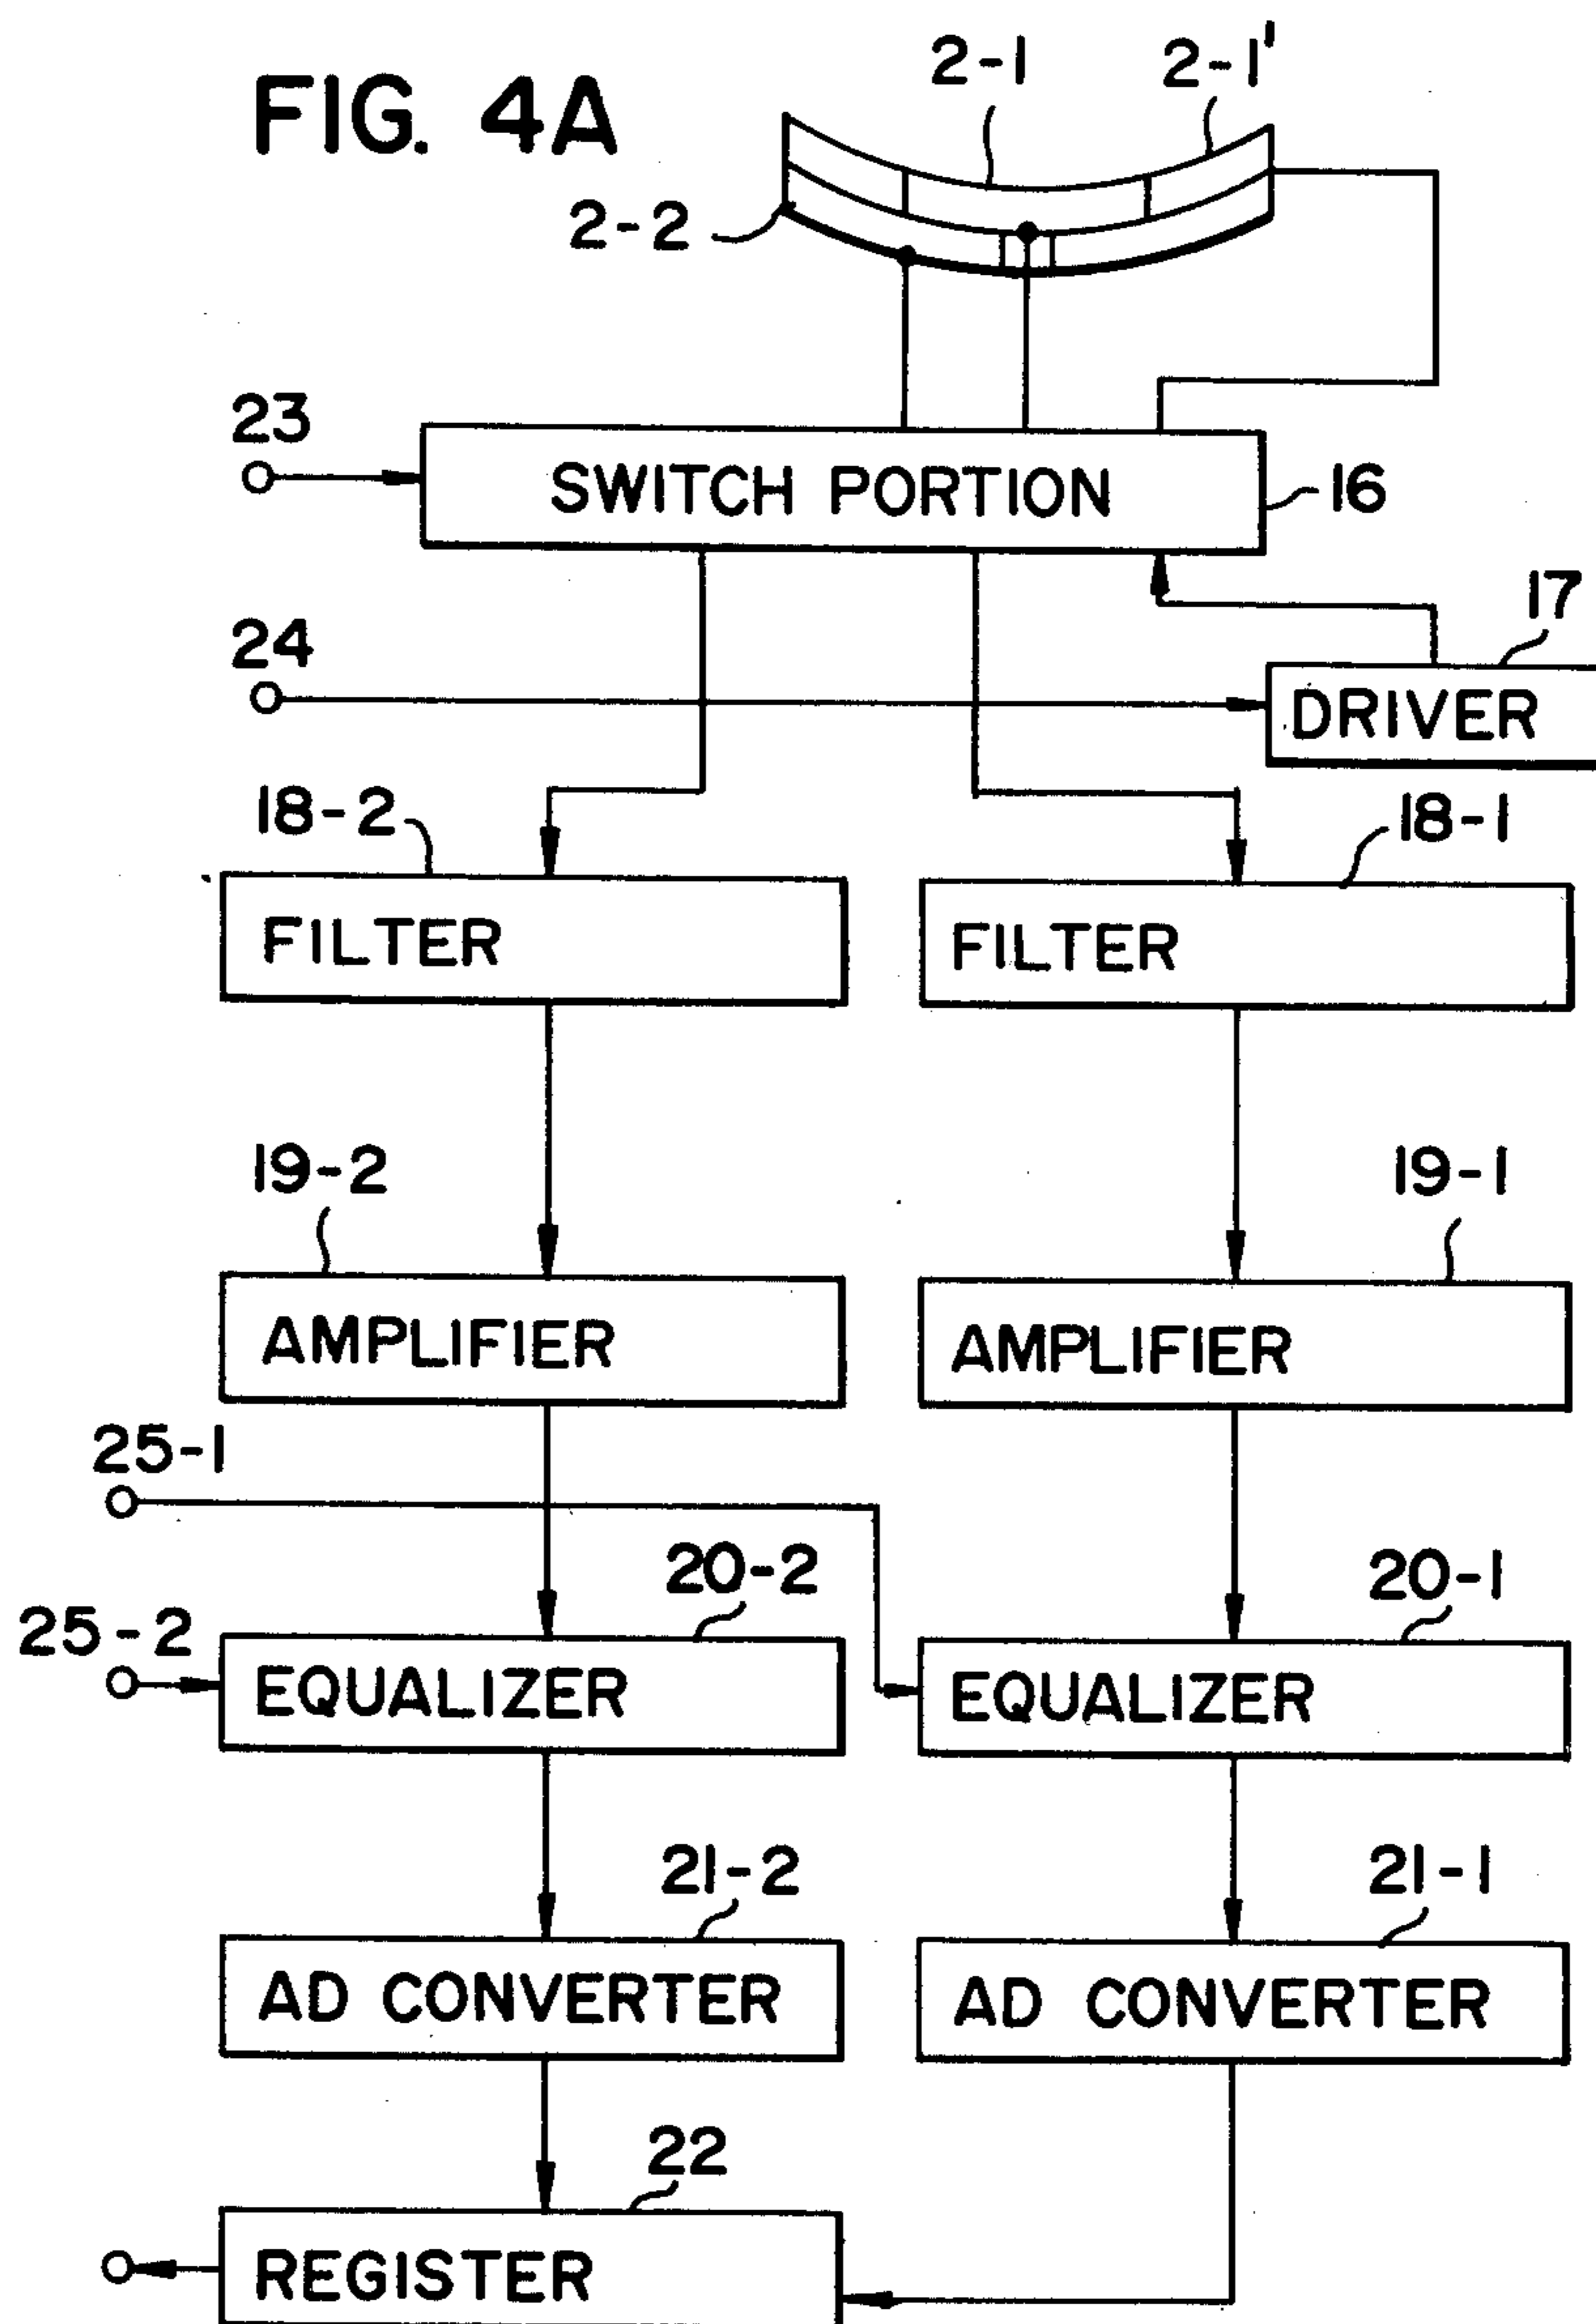 FIG. 4A
2-1 2-1'
2-2
23
SWITCH PORTION 16
17
24
DRIVER
18-2 18-1
FILTER FILTER
19-2 19-1
AMPLIFIER AMPLIFIER
25-1
20-2 20-1
25-2
EQUALIZER EQUALIZER
21-2 21-1
AD CONVERTER AD CONVERTER
22
REGISTER